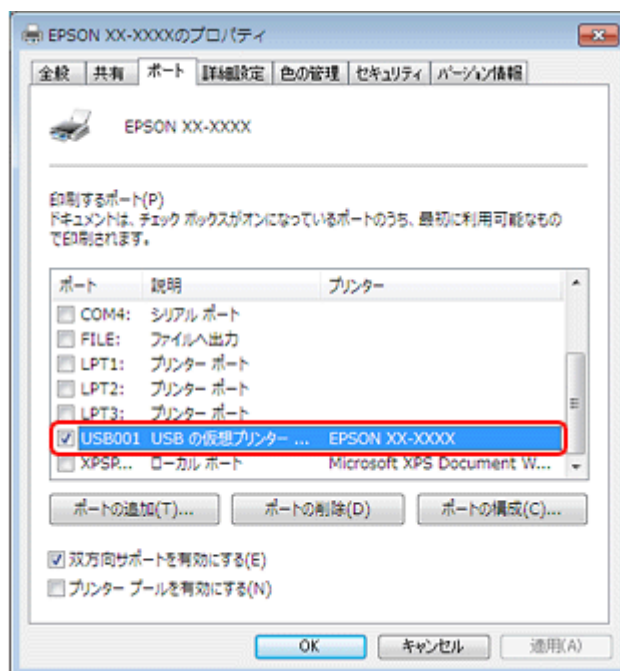 EPSON XX-XXXXのプロパティ
全般 共有 ポート 詳細設定 色の管理 セキュリティ バージョン情報
EPSON XX-XXXX
印刷するポート(P)
ドキュメントは、チェック ボックスがオンになっているポートのうち、最初に利用可能なもの
で印刷されます。
ポート 説明 プリンター
COM4: シリアル ポート
FILE: ファイルへ出力
LPT1: プリンター ポート
LPT2: プリンター ポート
LPT3: プリンター ポート
USB001 USB の仮想プリンター ... EPSON XX-XXXX
XPSP... ローカル ポート Microsoft XPS Document W...
ポートの追加(T)... ポートの削除(D) ポートの構成(C)...
双方向サポートを有効にする(E)
プリンター プールを有効にする(N)
OK キャンセル 適用(A)